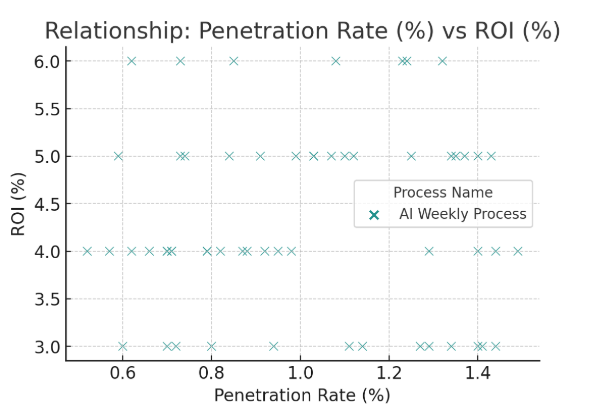 Relationship: Penetration Rate (%) vs ROI (%)
6.0
5.5
5.0
4.5
4.0
3.5
3.0
ROI (%)
Process Name
AI Weekly Process
0.6 0.8 1.0 1.2 1.4
Penetration Rate (%)